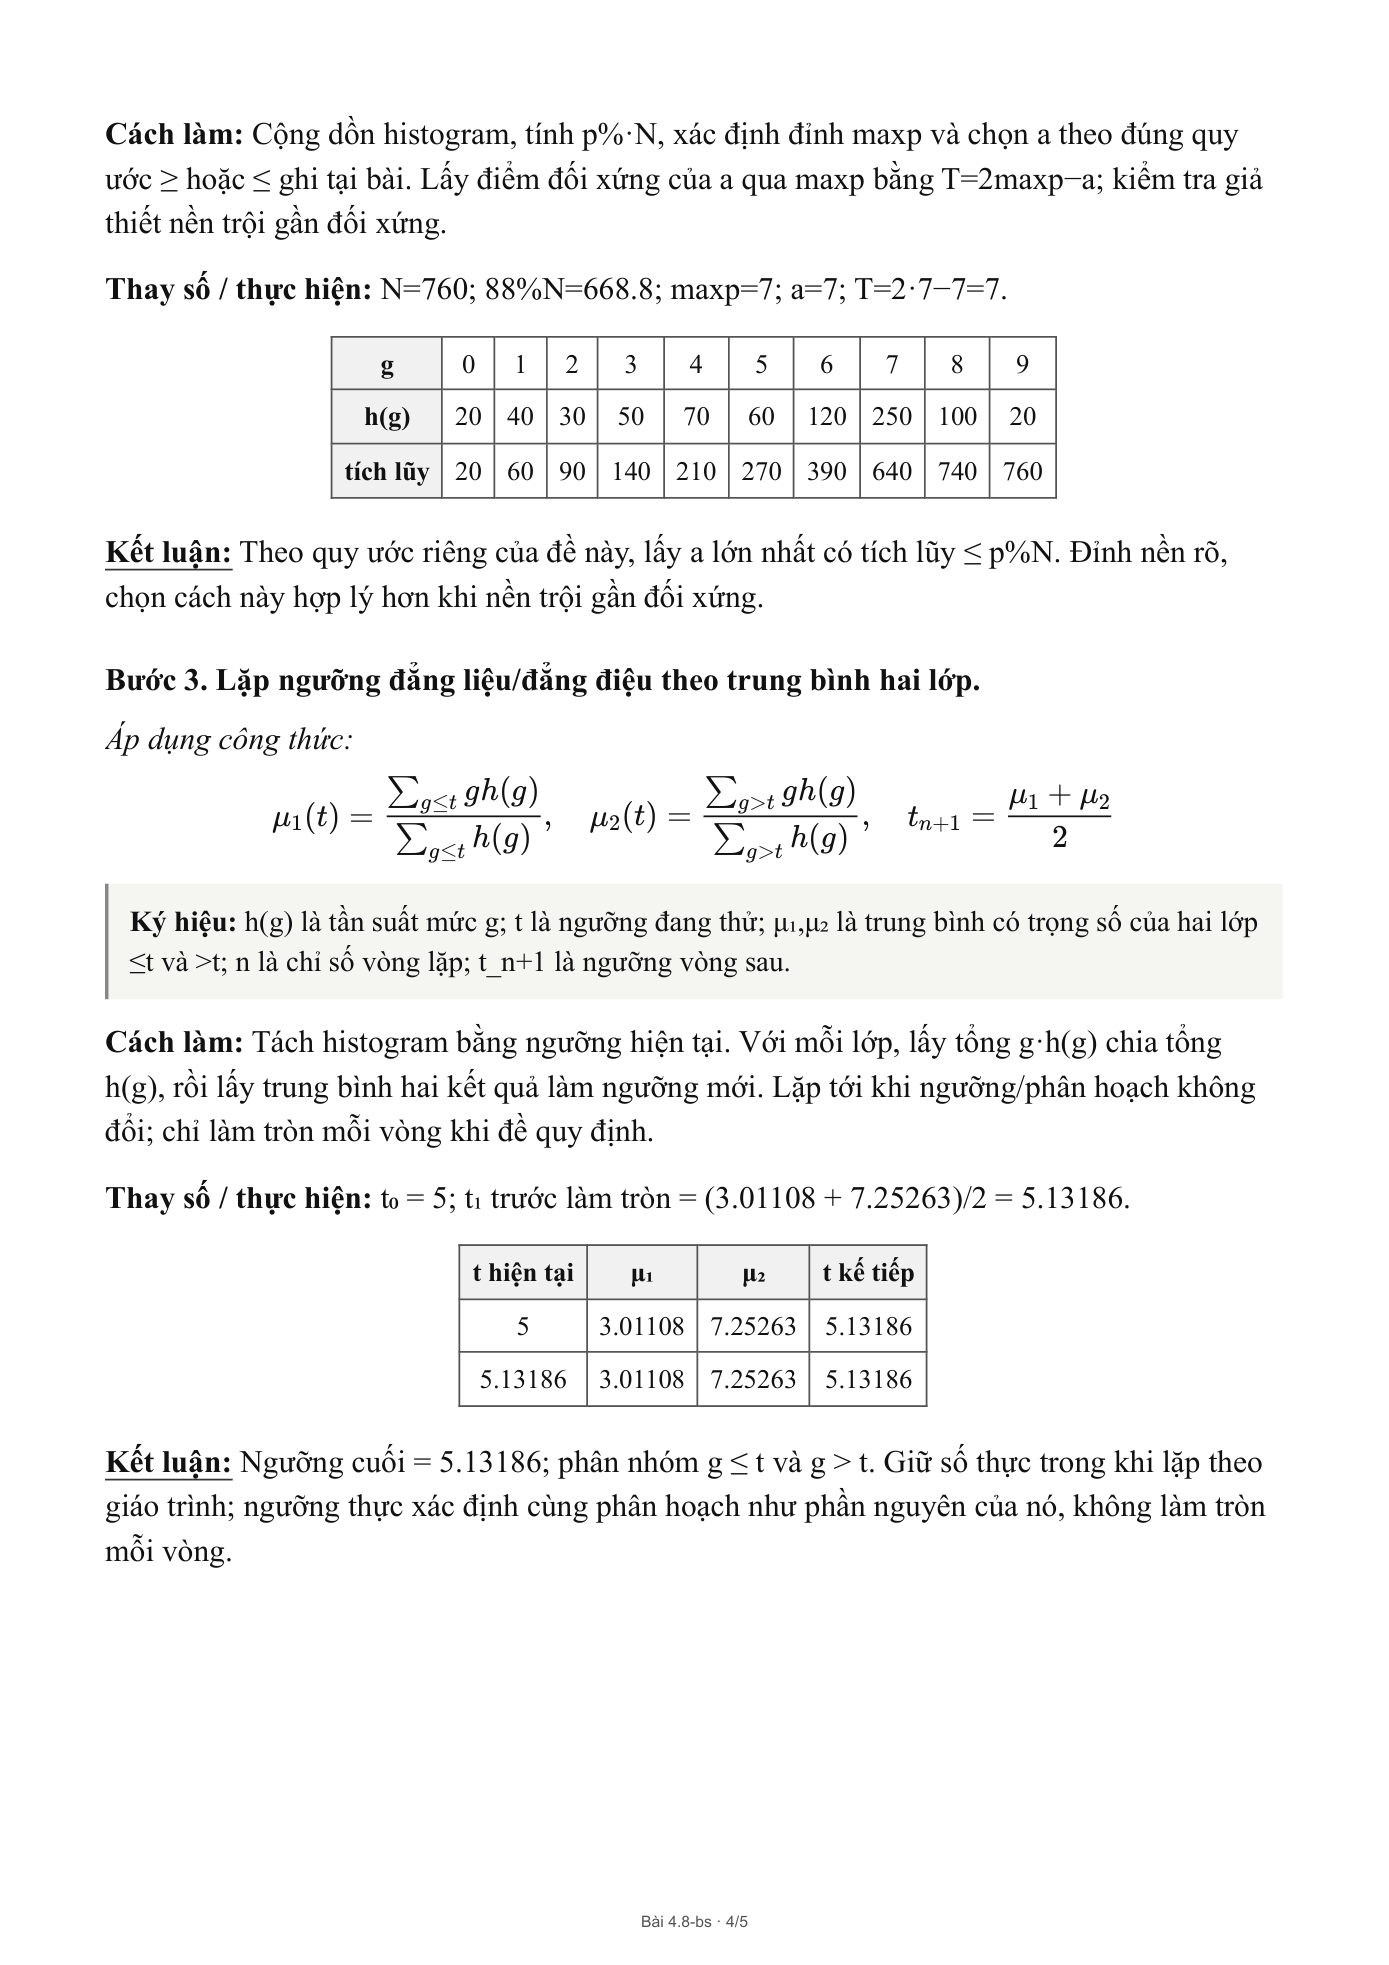 Cách làm: Cộng dồn histogram, tính p%·N, xác định đỉnh maxp và chọn a theo đúng quy
ước ≥ hoặc ≤ ghi tại bài. Lấy điểm đối xứng của a qua maxp bằng T=2maxp−a; kiểm tra giả
thiết nền trội gần đối xứng.
Thay số / thực hiện: N=760; 88%N=668.8; maxp=7; a=7; T=2·7−7=7.
g 0 1 2 3 4 5 6 7 8 9
h(g) 20 40 30 50 70 60 120 250 100 20
tích lũy 20 60 90 140 210 270 390 640 740 760
Kết luận: Theo quy ước riêng của đề này, lấy a lớn nhất có tích lũy ≤ p%N. Đỉnh nền rõ,
chọn cách này hợp lý hơn khi nền trội gần đối xứng.
Bước 3. Lặp ngưỡng đẳng liệu/đẳng điệu theo trung bình hai lớp.
Áp dụng công thức:
μ₁(t) = ∑_{g≤t} gh(g) / ∑_{g≤t} h(g), μ₂(t) = ∑_{g>t} gh(g) / ∑_{g>t} h(g), t_{n+1} = (μ₁ + μ₂) / 2
Ký hiệu: h(g) là tần suất mức g; t là ngưỡng đang thử; μ₁,μ₂ là trung bình có trọng số của hai lớp
≤t và >t; n là chỉ số vòng lặp; t_n+1 là ngưỡng vòng sau.
Cách làm: Tách histogram bằng ngưỡng hiện tại. Với mỗi lớp, lấy tổng g·h(g) chia tổng
h(g), rồi lấy trung bình hai kết quả làm ngưỡng mới. Lặp tới khi ngưỡng/phân hoạch không
đổi; chỉ làm tròn mỗi vòng khi đề quy định.
Thay số / thực hiện: t₀ = 5; t₁ trước làm tròn = (3.01108 + 7.25263)/2 = 5.13186.
t hiện tại μ₁ μ₂ t kế tiếp
5 3.01108 7.25263 5.13186
5.13186 3.01108 7.25263 5.13186
Kết luận: Ngưỡng cuối = 5.13186; phân nhóm g ≤ t và g > t. Giữ số thực trong khi lặp theo
giáo trình; ngưỡng thực xác định cùng phân hoạch như phần nguyên của nó, không làm tròn
mỗi vòng.
Bài 4.8-bs · 4/5